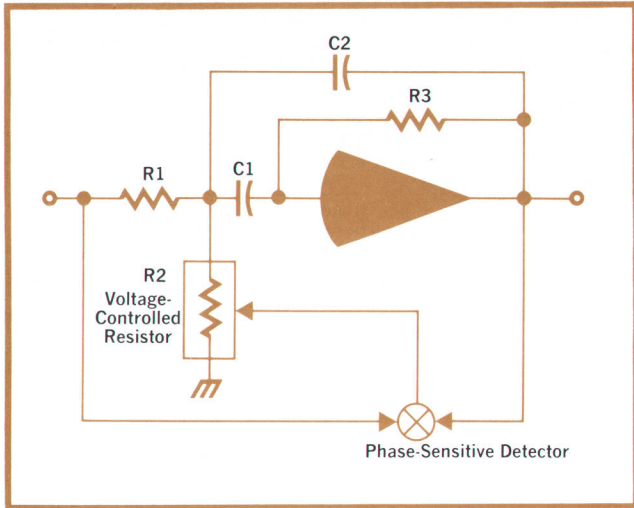 C2
R3
R1
C1
R2
Voltage-
Controlled
Resistor
Phase-Sensitive Detector